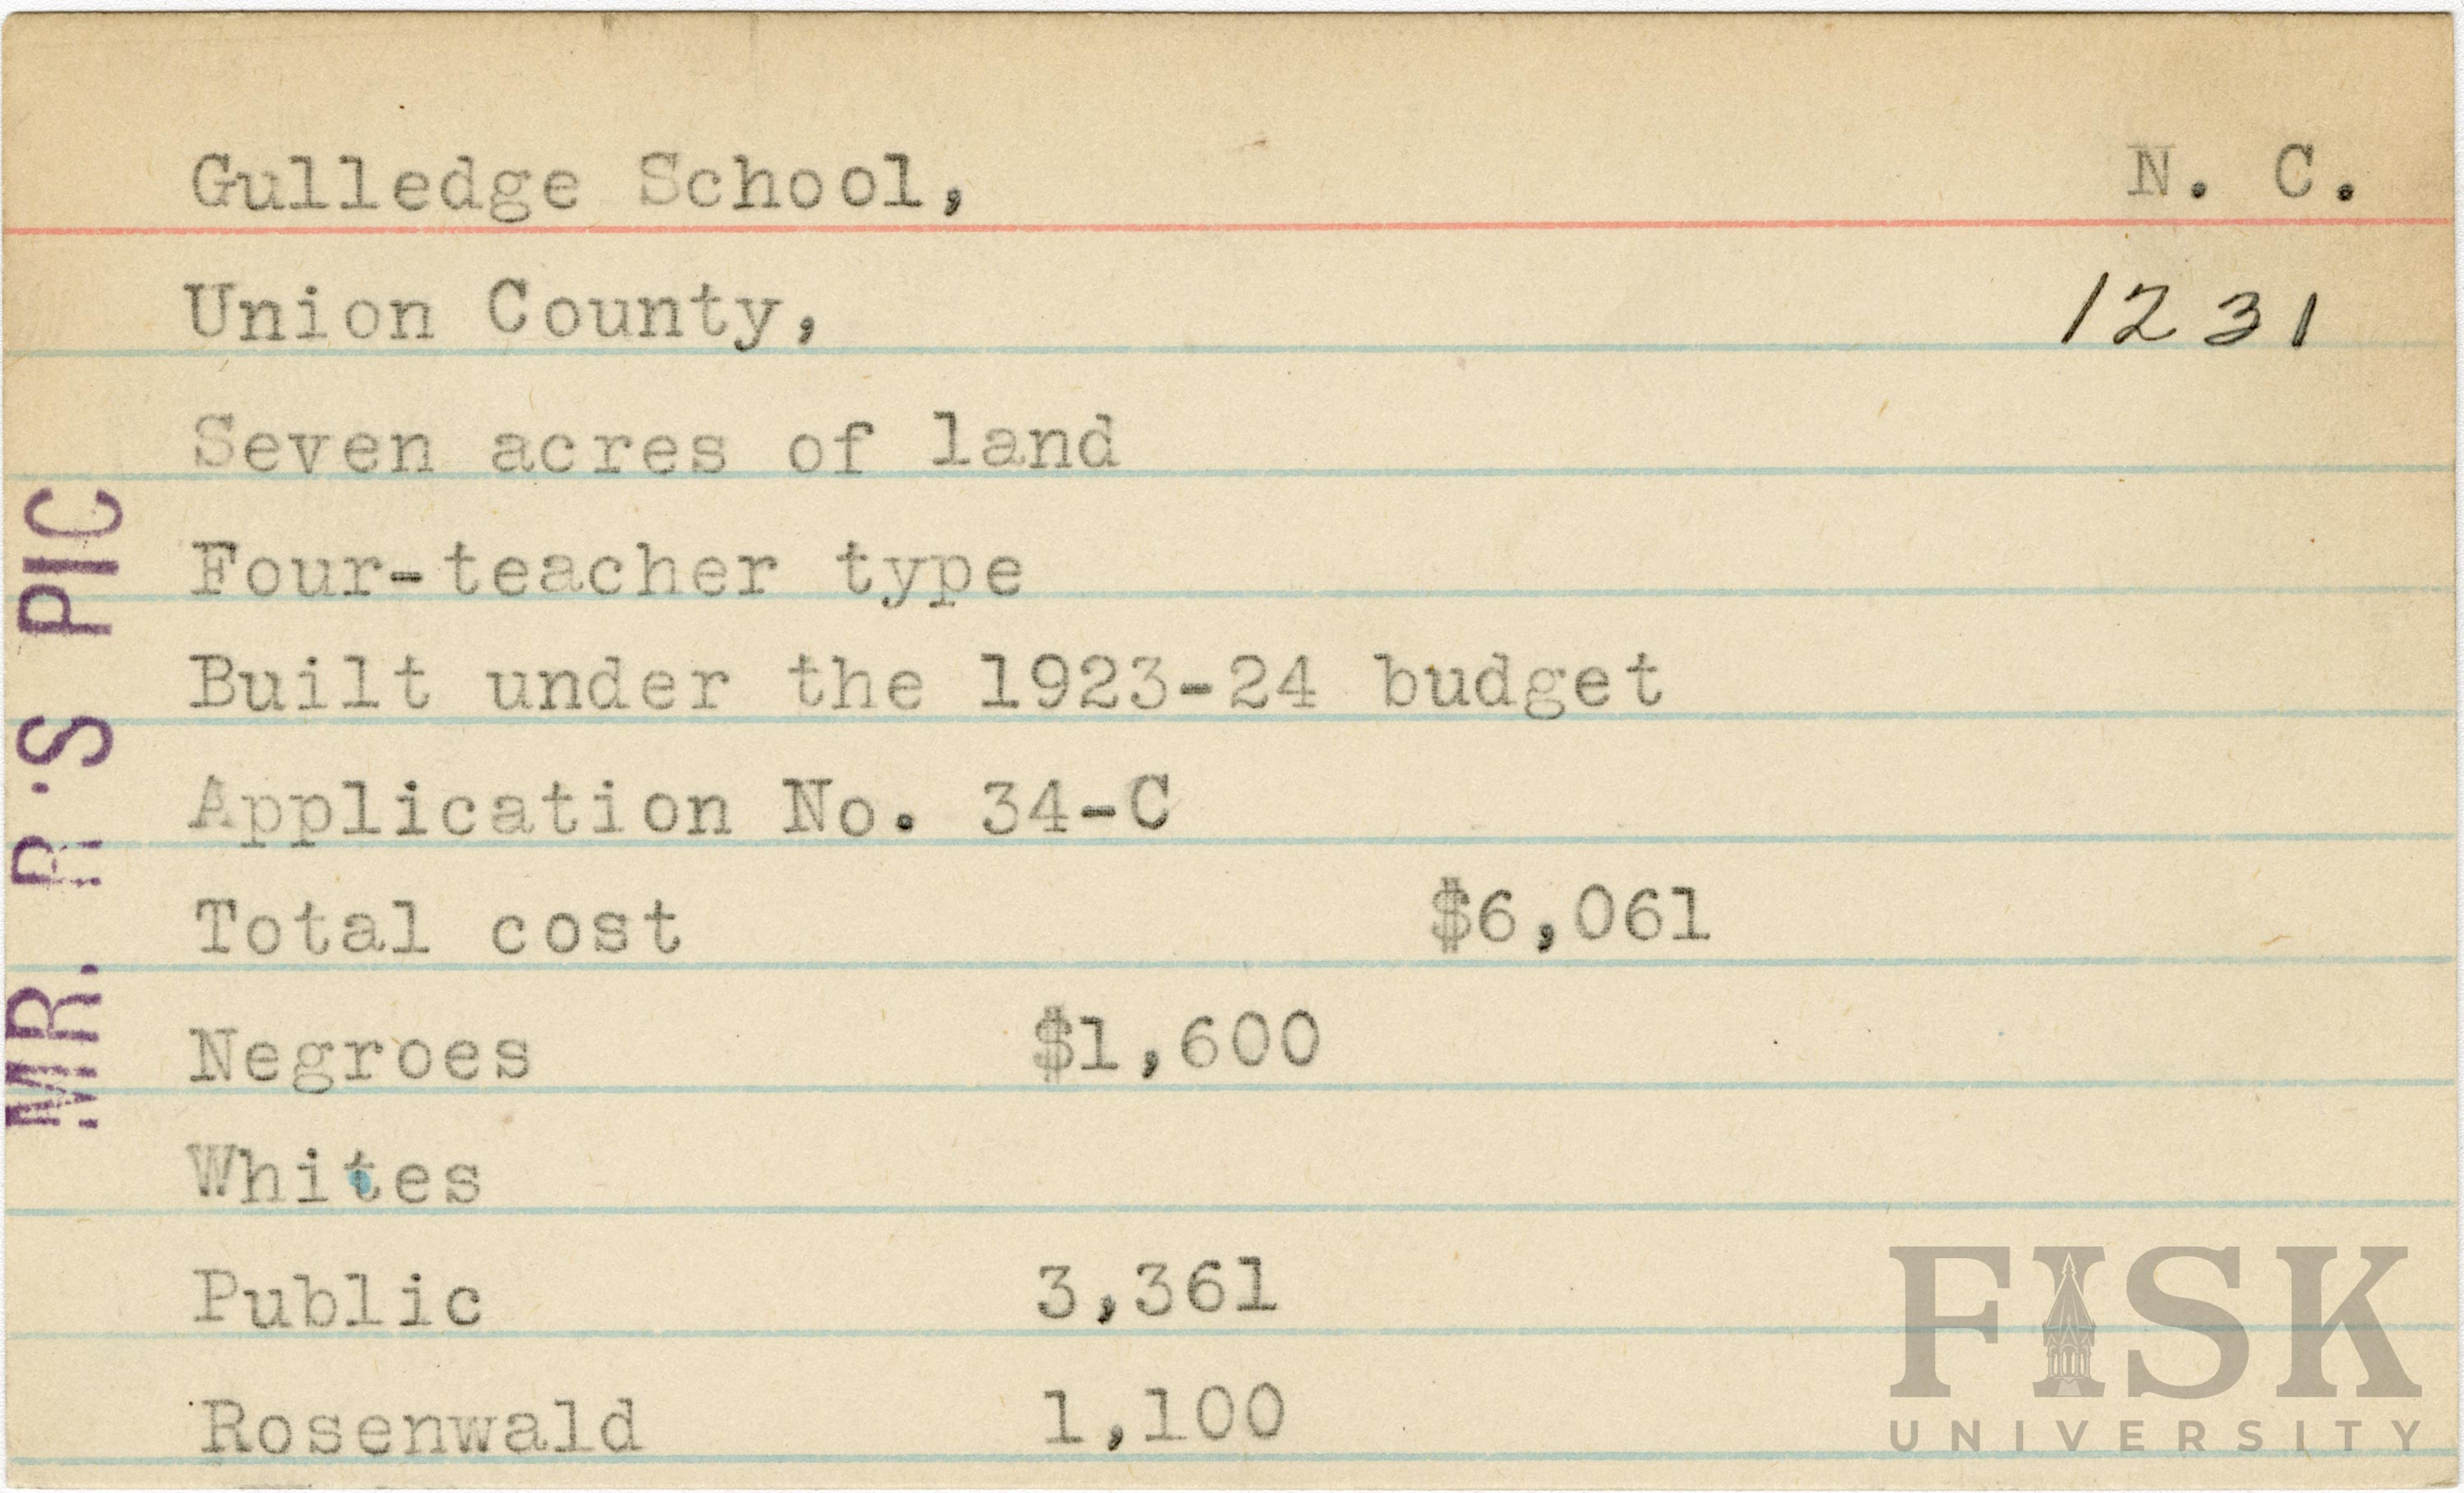 Gulledge School, N. C.
Union County, 1231
Seven acres of land
Four-teacher type
Built under the 1923-24 budget
Application No. 34-C
Total cost $6,061
Negroes $1,600
Whites
Public 3,361
Rosenwald 1,100
MR. R'S PIC
FISK
UNIVERSITY